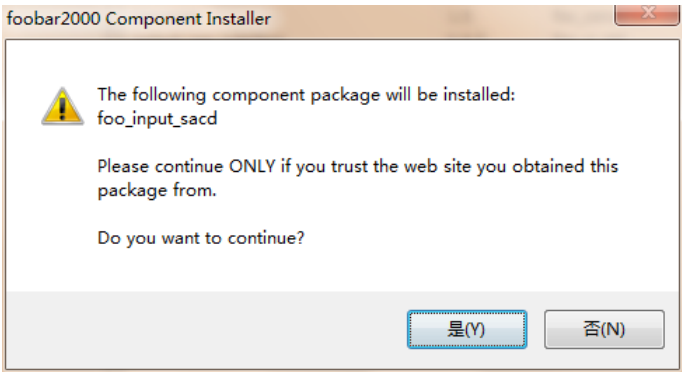 foobar2000 Component Installer
The following component package will be installed:
foo_input_sacd
Please continue ONLY if you trust the web site you obtained this
package from.
Do you want to continue?
是(Y)
否(N)